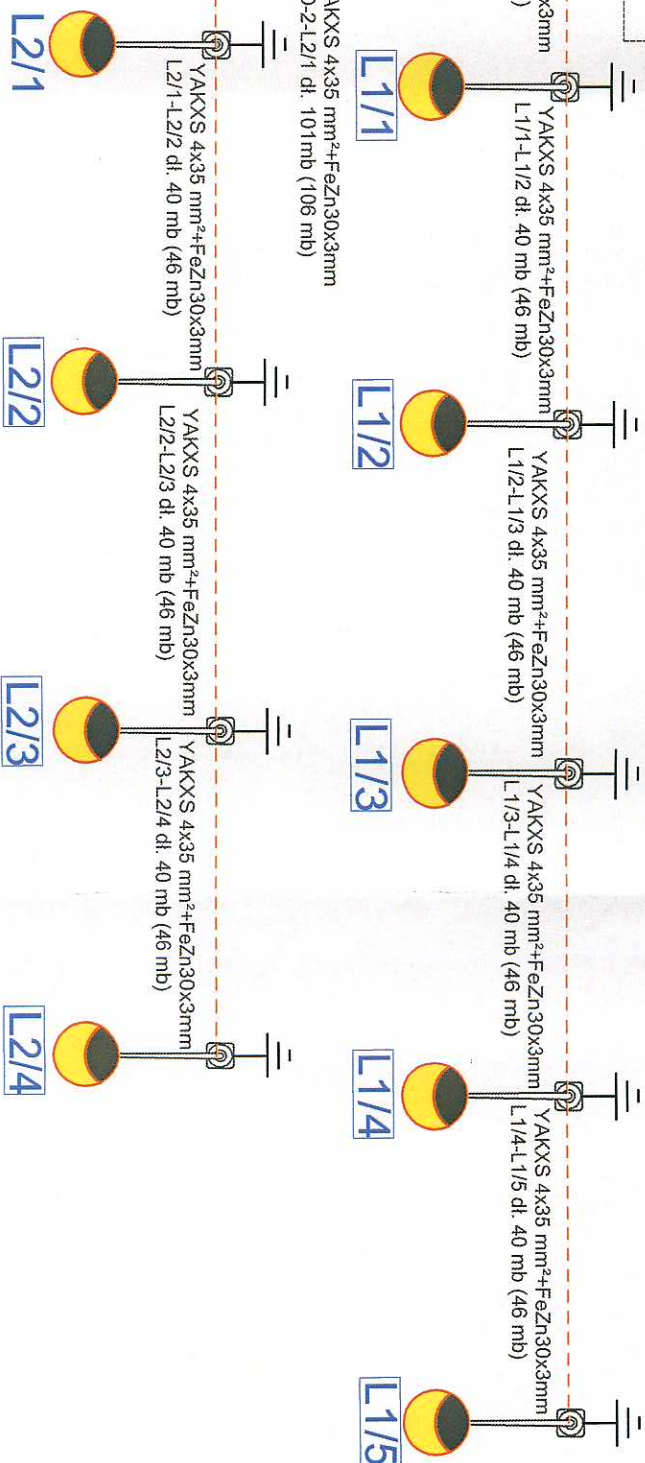 x3mm
)
L1/1
YAKXS 4x35 mm²+FeZn30x3mm
L1/1-L1/2 dł. 40 mb (46 mb)
L1/2
YAKXS 4x35 mm²+FeZn30x3mm
L1/2-L1/3 dł. 40 mb (46 mb)
L1/3
YAKXS 4x35 mm²+FeZn30x3mm
L1/3-L1/4 dł. 40 mb (46 mb)
L1/4
YAKXS 4x35 mm²+FeZn30x3mm
L1/4-L1/5 dł. 40 mb (46 mb)
L1/5
AKXS 4x35 mm²+FeZn30x3mm
0-2-L2/1 dł. 101mb (106 mb)
L2/1
YAKXS 4x35 mm²+FeZn30x3mm
L2/1-L2/2 dł. 40 mb (46 mb)
L2/2
YAKXS 4x35 mm²+FeZn30x3mm
L2/2-L2/3 dł. 40 mb (46 mb)
L2/3
YAKXS 4x35 mm²+FeZn30x3mm
L2/3-L2/4 dł. 40 mb (46 mb)
L2/4